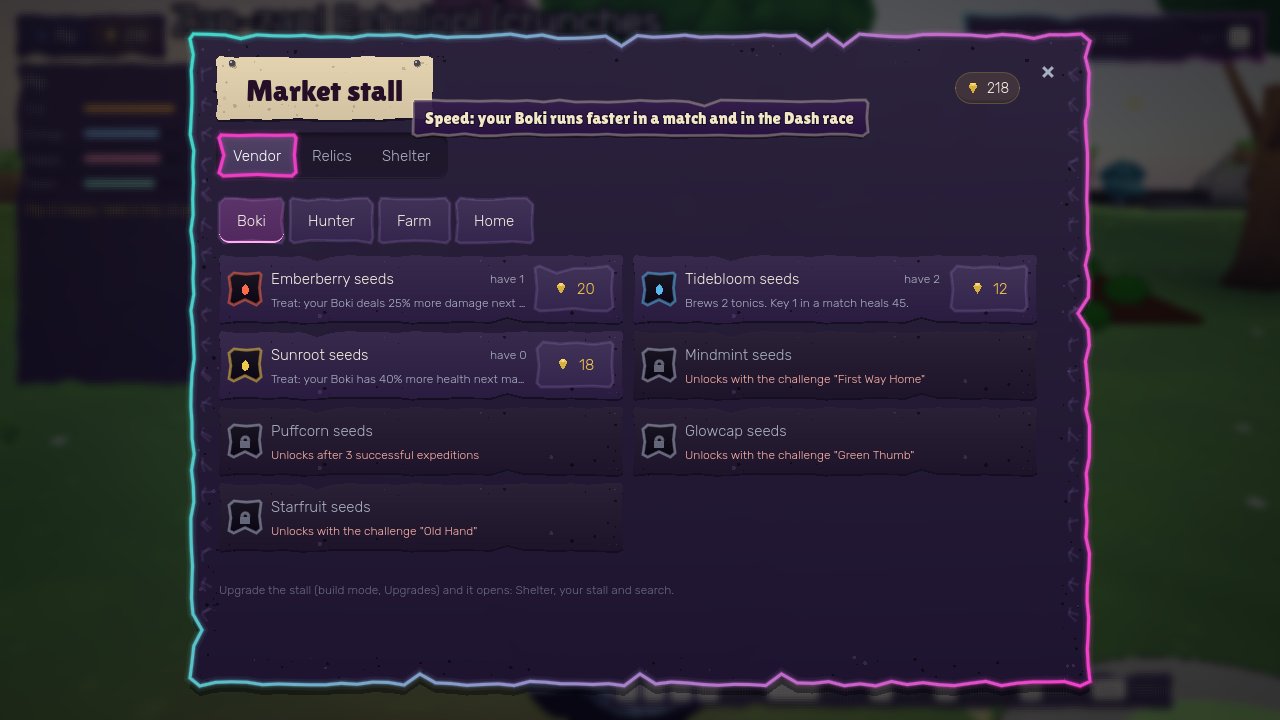 Market stall
218
Speed: your Boki runs faster in a match and in the Dash race
Vendor Relics Shelter
Boki Hunter Farm Home
Emberberry seeds have 1 20
Treat: your Boki deals 25% more damage next ...
Tidebloom seeds have 2 12
Brews 2 tonics. Key 1 in a match heals 45.
Sunroot seeds have 0 18
Treat: your Boki has 40% more health next ma...
Mindmint seeds
Unlocks with the challenge "First Way Home"
Puffcorn seeds
Unlocks after 3 successful expeditions
Glowcap seeds
Unlocks with the challenge "Green Thumb"
Starfruit seeds
Unlocks with the challenge "Old Hand"
Upgrade the stall (build mode, Upgrades) and it opens: Shelter, your stall and search.